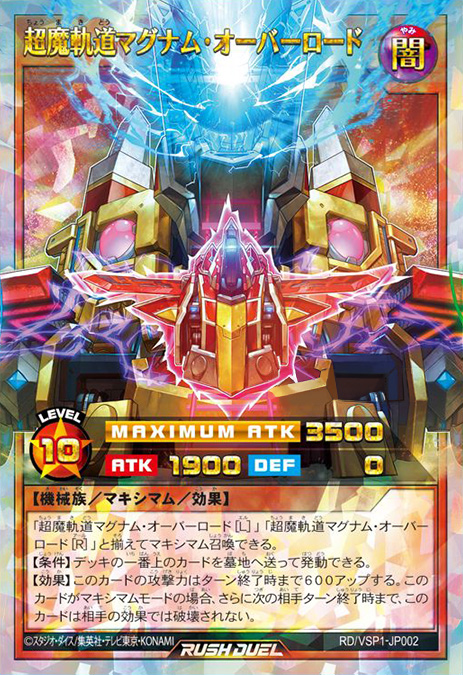 超魔軌道マグナム・オーバーロード
闇
LEVEL
10
MAXIMUM ATK 3500
ATK 1900 DEF 0
【機械族/マキシマム/効果】
「超魔軌道マグナム・オーバーロード[L]」「超魔軌道マグナム・オーバー
ロード[R]」と揃えてマキシマム召喚できる。
【条件】デッキの一番上のカードを墓地へ送って発動できる。
【効果】このカードの攻撃力はターン終了時まで600アップする。この
カードがマキシマムモードの場合、さらに次の相手ターン終了時まで、この
カードは相手の効果では破壊されない。
©スタジオ・ダイス/集英社・テレビ東京・KONAMI
RUSH DUEL
RD/VSP1-JP002